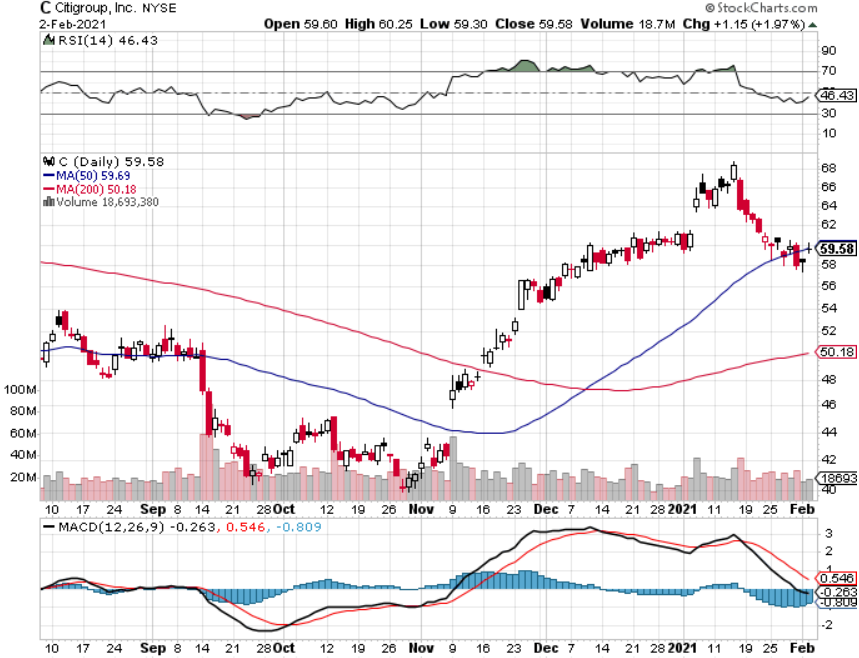 C Citigroup, Inc. NYSE © StockCharts.com
2-Feb-2021 Open 59.60 High 60.25 Low 59.30 Close 59.58 Volume 18.7M Chg +1.15 (+1.97%)
RSI(14) 46.43
90
70
46.43
30
10
C (Daily) 59.58
MA(50) 59.69
MA(200) 50.18
Volume 18,693,380
68
66
64
62
59.58
58
56
54
52
50.18
48
46
44
42
40
100M
80M
60M
40M
20M
18693
10 17 24 Sep 8 14 21 28 Oct 12 19 26 Nov 9 16 23 Dec 7 14 21 28 2021 11 19 25 Feb
MACD(12,26,9) -0.263, 0.546, -0.809
3
2
1
0.546
-0.263
-0.809
-2
10 17 24 Sep 8 14 21 28 Oct 12 19 26 Nov 9 16 23 Dec 7 14 21 28 2021 11 19 25 Feb